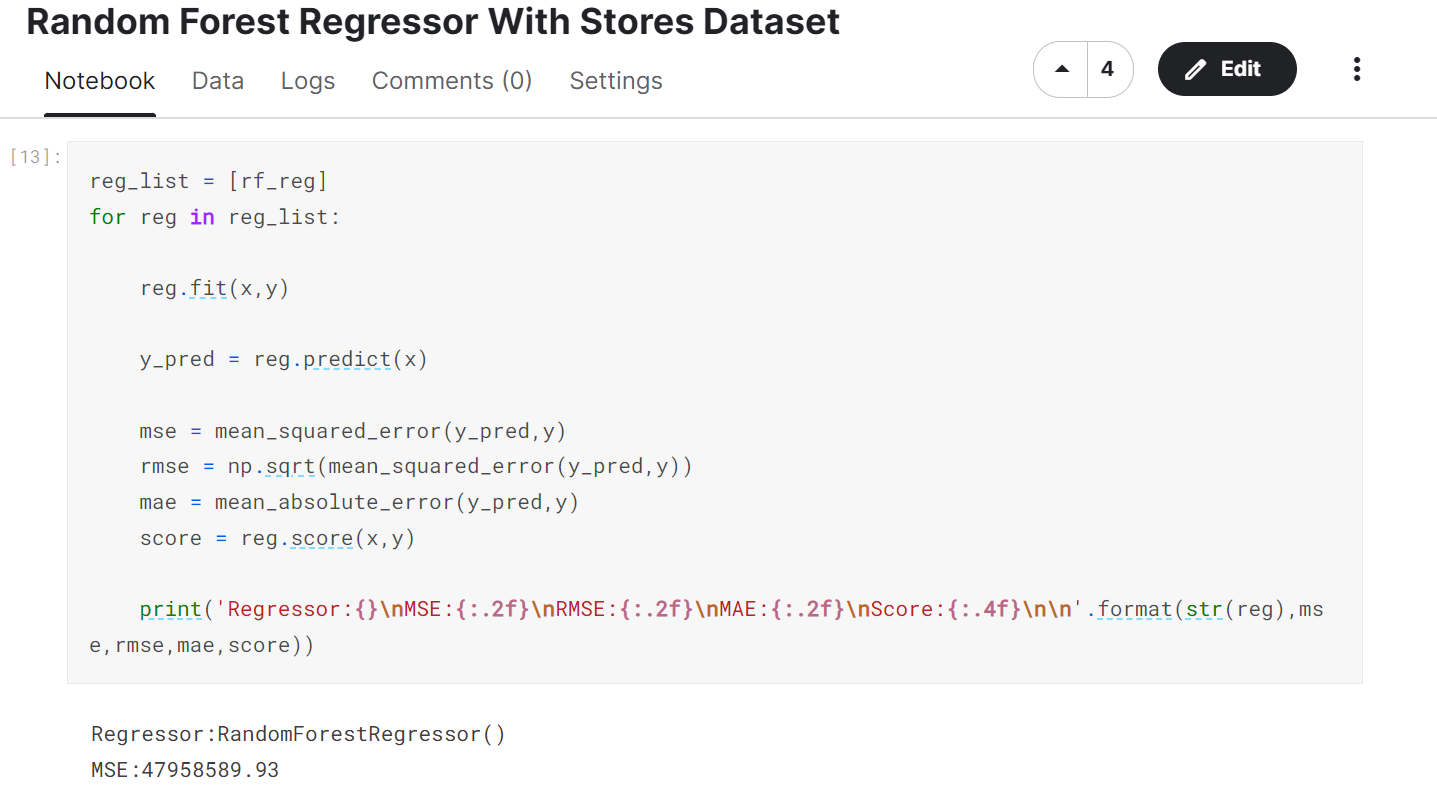 Random Forest Regressor With Stores Dataset
Notebook Data Logs Comments (0) Settings
4 Edit
[13]:
reg_list = [rf_reg]
for reg in reg_list:
    reg.fit(x,y)
    y_pred = reg.predict(x)
    mse = mean_squared_error(y_pred,y)
    rmse = np.sqrt(mean_squared_error(y_pred,y))
    mae = mean_absolute_error(y_pred,y)
    score = reg.score(x,y)
    print('Regressor:{}\nMSE:{:.2f}\nRMSE:{:.2f}\nMAE:{:.2f}\nScore:{:.4f}\n\n'.format(str(reg),ms
e,rmse,mae,score))
Regressor:RandomForestRegressor()
MSE:47958589.93